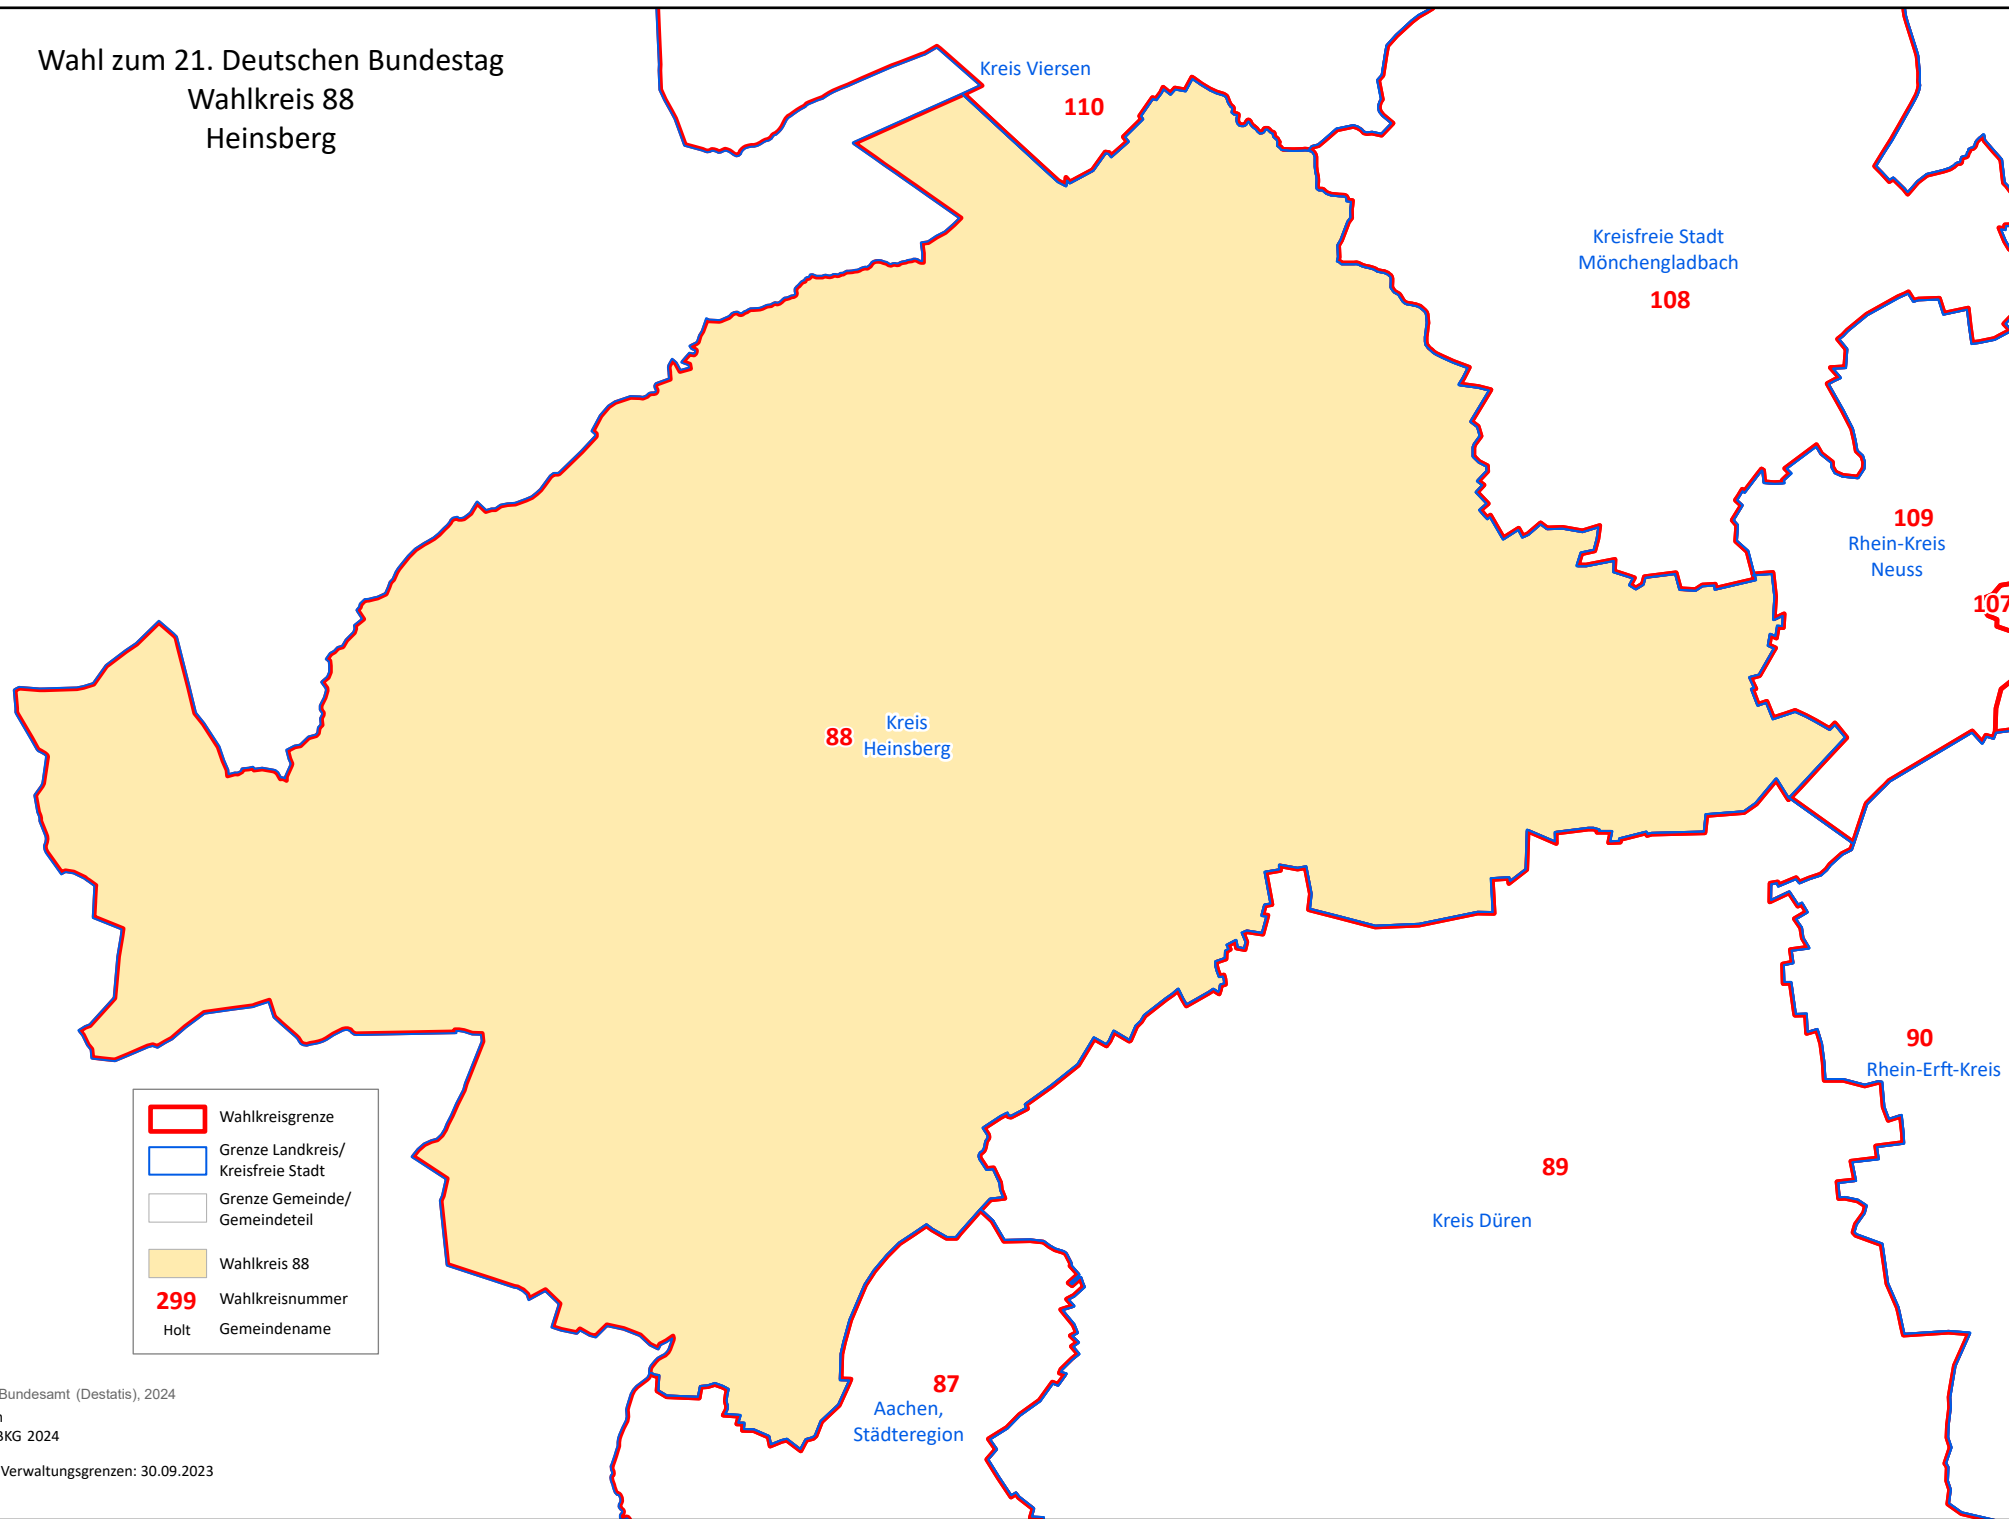 Wahl zum 21. Deutschen Bundestag
Wahlkreis 88
Heinsberg
Kreis Viersen
110
Kreisfreie Stadt
Mönchengladbach
108
109
Rhein-Kreis
Neuss
107
88
Kreis
Heinsberg
90
Rhein-Erft-Kreis
89
Kreis Düren
87
Aachen,
Städteregion
Wahlkreisgrenze
Grenze Landkreis/
Kreisfreie Stadt
Grenze Gemeinde/
Gemeindeteil
Wahlkreis 88
299 Wahlkreisnummer
Holt Gemeindename
Bundesamt (Destatis), 2024
BKG 2024
Verwaltungsgrenzen: 30.09.2023